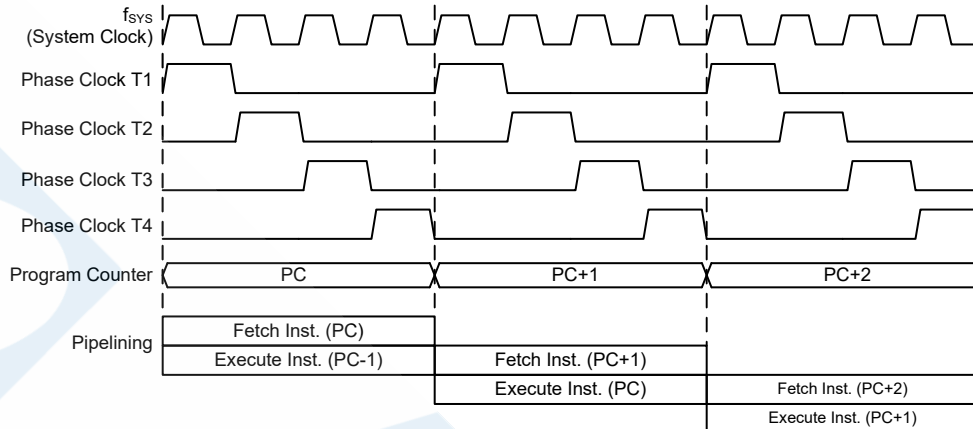 fSYS
(System Clock)
Phase Clock T1
Phase Clock T2
Phase Clock T3
Phase Clock T4
Program Counter
PC
PC+1
PC+2
Pipelining
Fetch Inst. (PC)
Execute Inst. (PC-1)
Fetch Inst. (PC+1)
Execute Inst. (PC)
Fetch Inst. (PC+2)
Execute Inst. (PC+1)